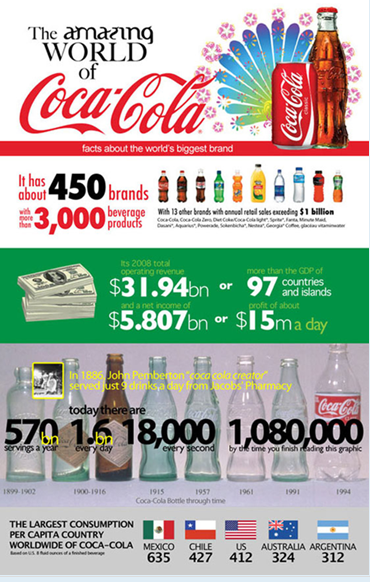 The amazing
WORLD
of
Coca-Cola
facts about the world's biggest brand
It has about 450 brands
with more than 3,000 beverage products
With 13 other brands with annual retail sales exceeding $1 billion
Coca-Cola, Coca-Cola Zero, Diet Coke/Coca-Cola light*, Sprite*, Fanta, Minute Maid,
Dasani*, Aquarius*, Powerade, Sokenbicha*, Nestea*, Georgia* Coffee, glaceau vitaminwater
Its 2008 total operating revenue
$31.94bn
or
more than the GDP of
97 countries and islands
and a net income of
$5.807bn
or
profit of about
$15m a day
In 1886, John Pemberton "coca cola creator"
served just 9 drinks,a day from Jacobs' Pharmacy
today there are
570bn 1.6bn 18,000 1,080,000
servings a year every day every second by the time you finish reading this graphic
Coca-Cola
1899-1902 1900-1916 1915 1957 1961 1991 1994
Coca-Cola Bottle through time
THE LARGEST CONSUMPTION
PER CAPITA COUNTRY
WORLDWIDE OF COCA-COLA
Based on U.S. 8 fluid ounces of a finished beverage
MEXICO CHILE US AUSTRALIA ARGENTINA
635 427 412 324 312